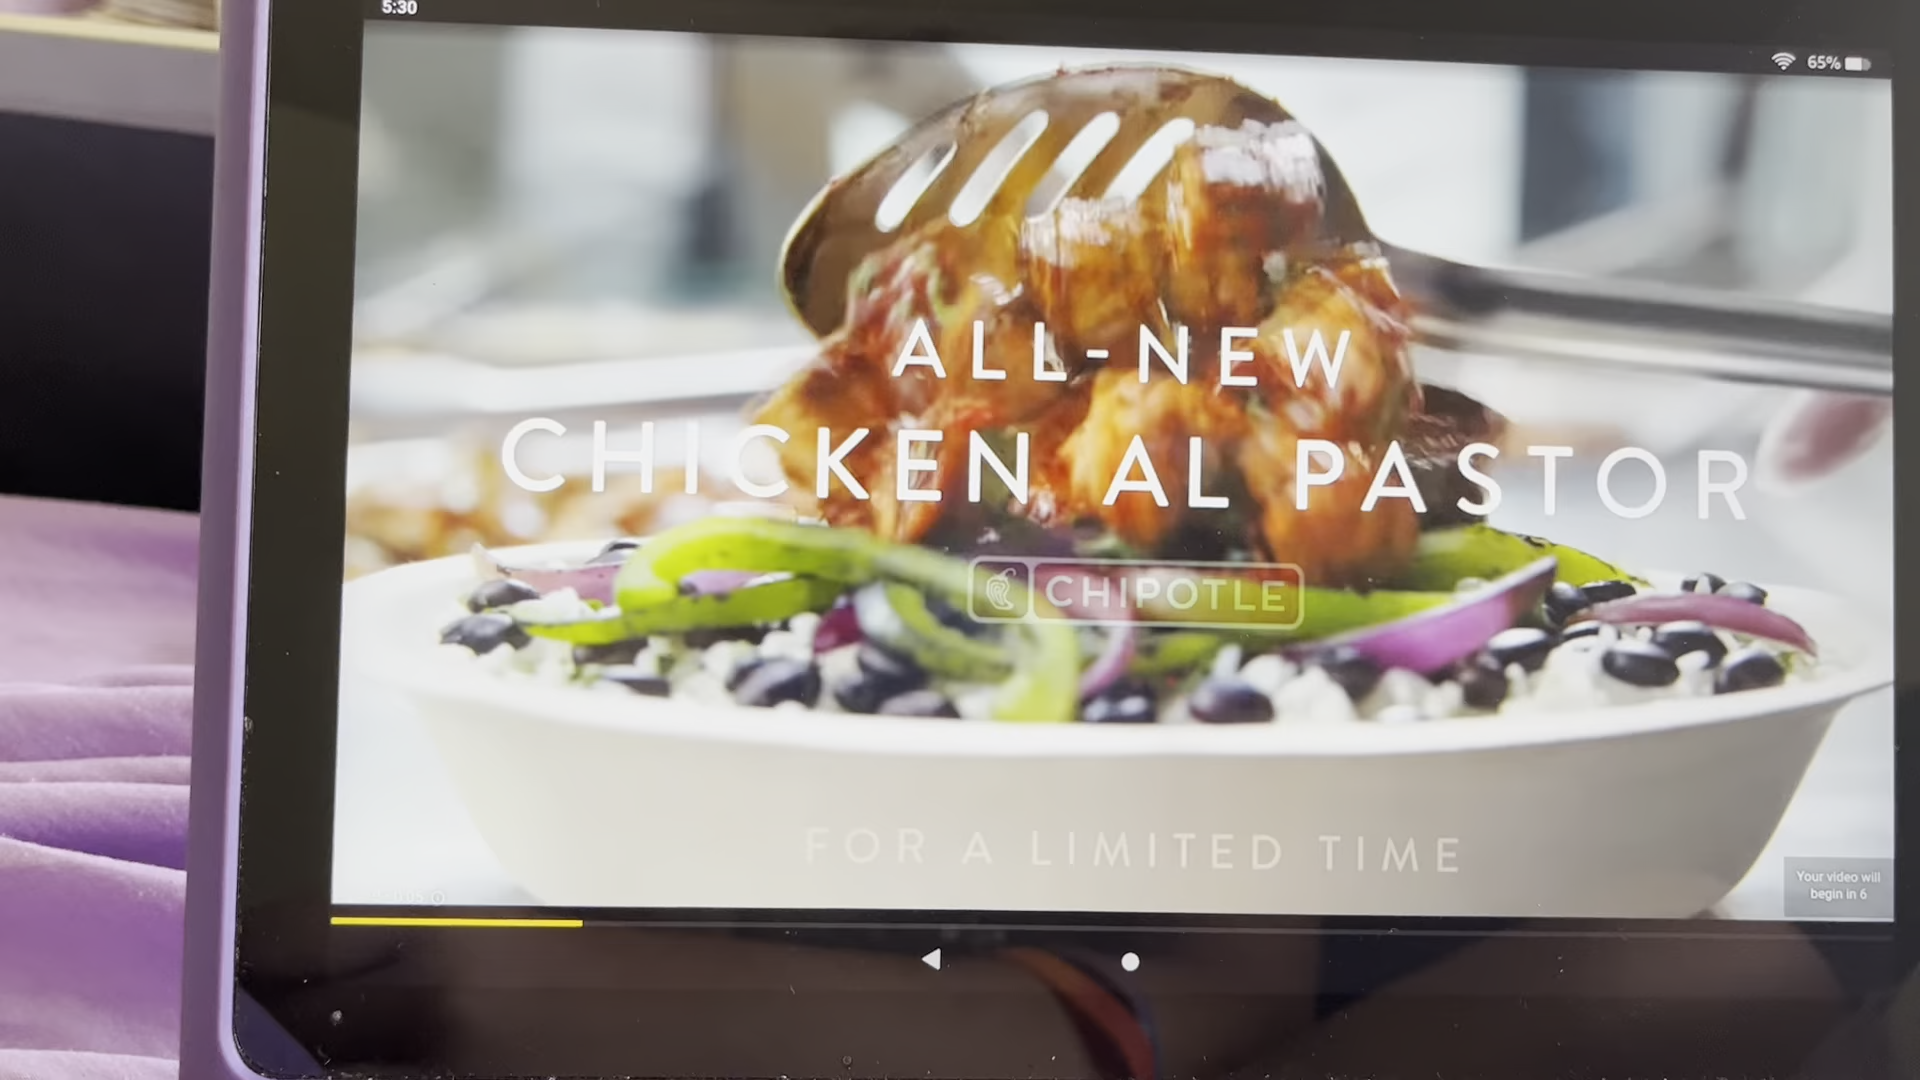 5:30
65%
ALL-NEW
CHICKEN AL PASTOR
CHIPOTLE
FOR A LIMITED TIME
Your video will
begin in 6